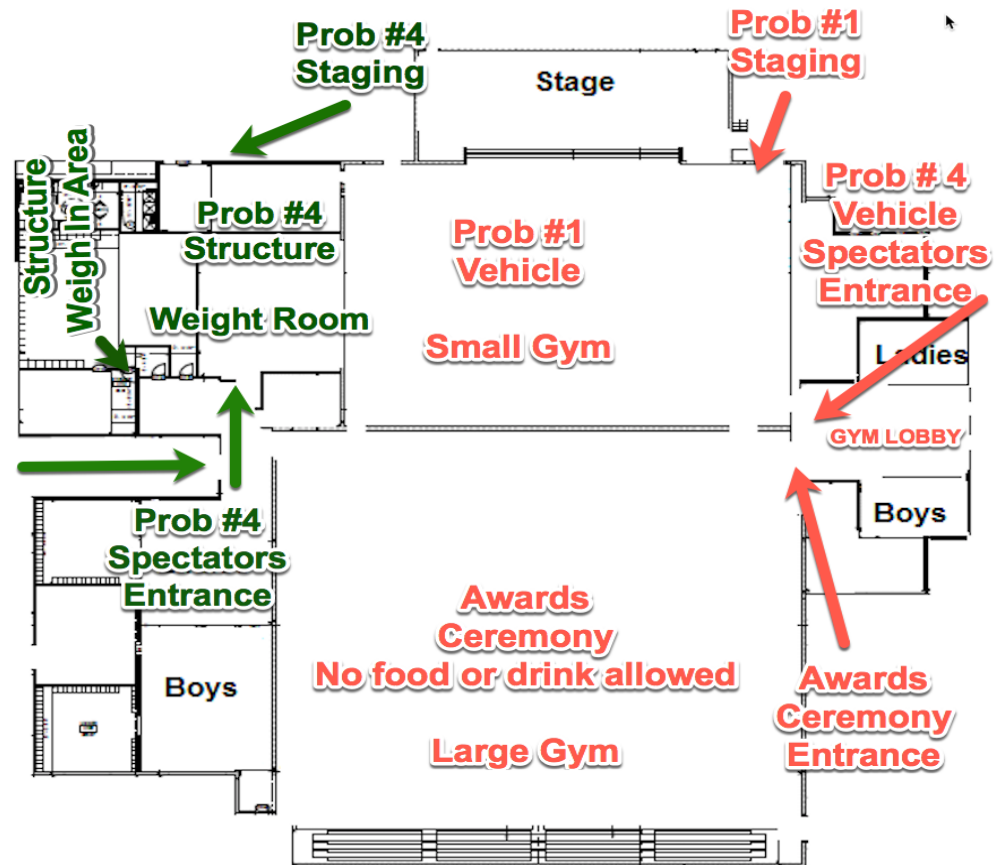 Prob #4
Staging
Prob #1
Staging
Stage
Structure
Weigh In Area
Prob #4
Structure
Weight Room
Prob #1
Vehicle
Small Gym
Prob # 4
Vehicle
Spectators
Entrance
Ladies
GYM LOBBY
Boys
Prob #4
Spectators
Entrance
Boys
Awards
Ceremony
No food or drink allowed
Large Gym
Awards
Ceremony
Entrance